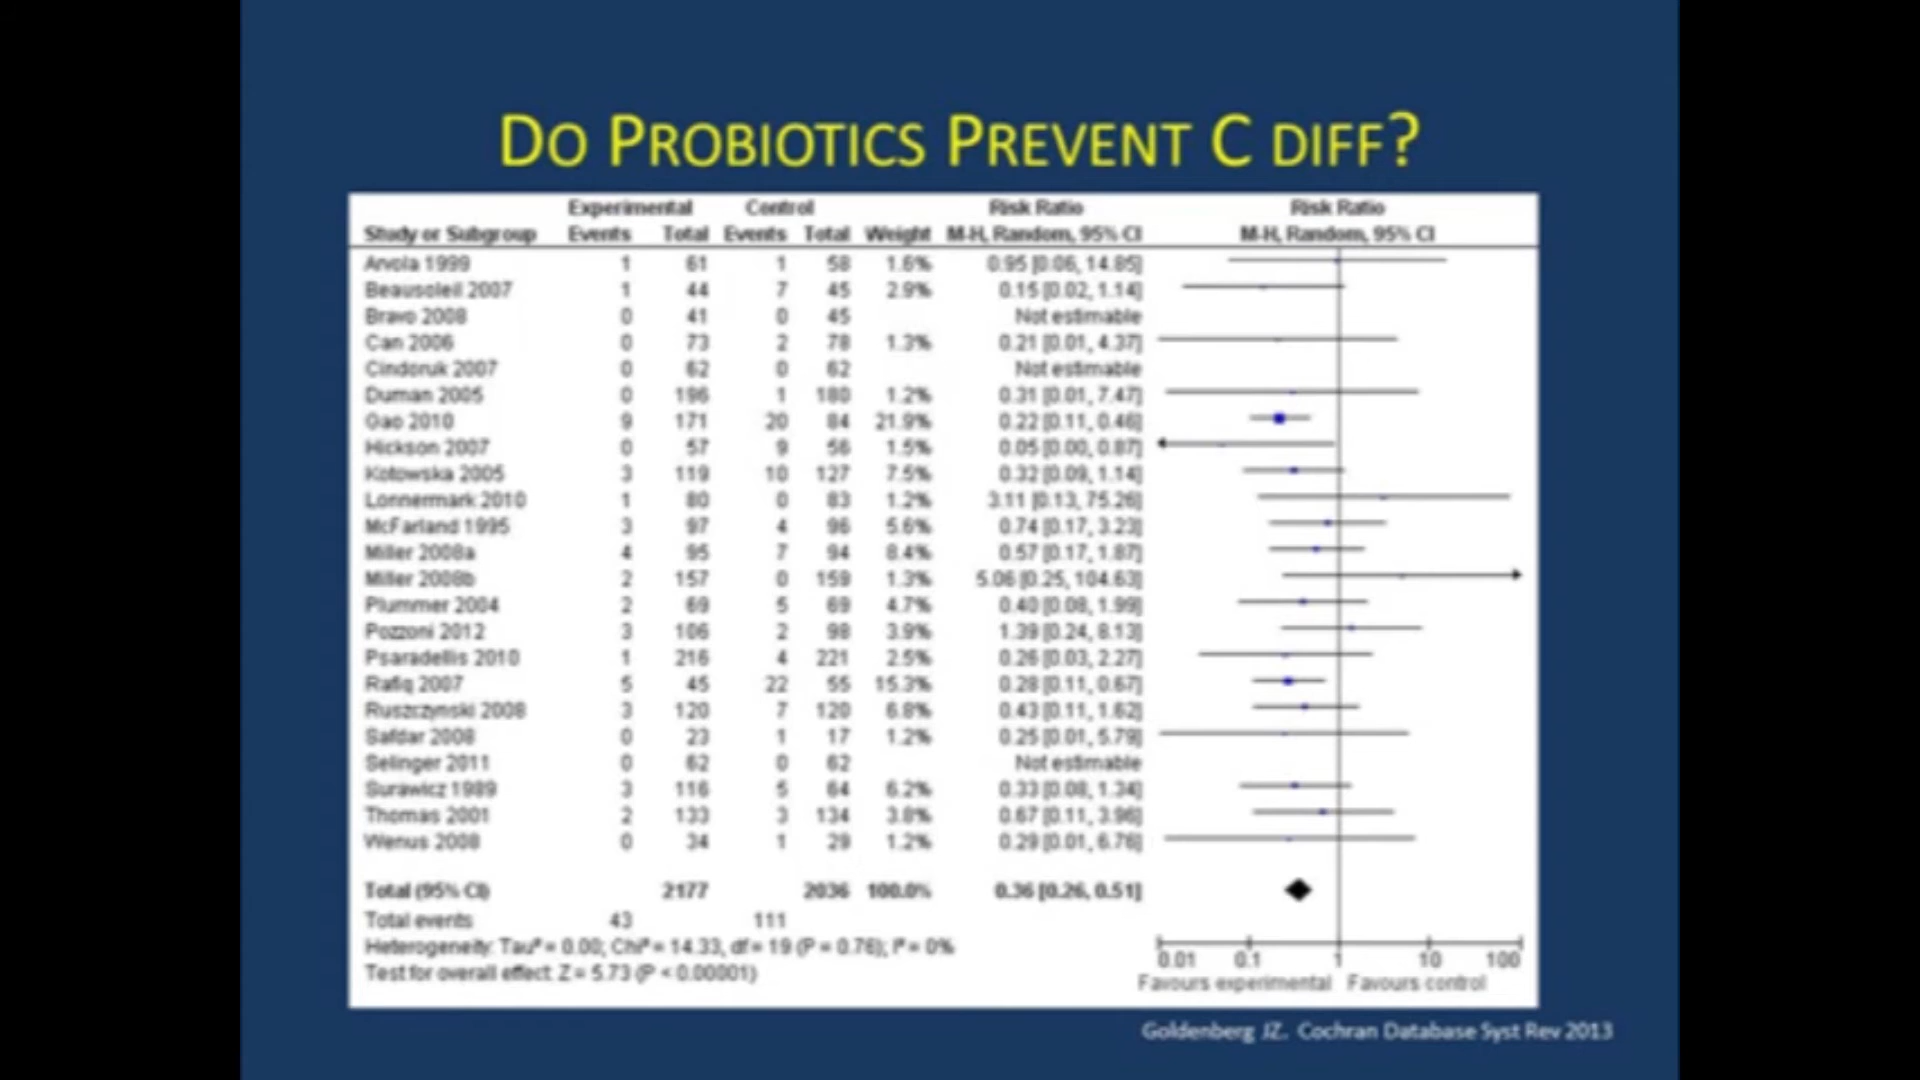 DO PROBIOTICS PREVENT C DIFF?
Experimental Control Risk Ratio Risk Ratio
Study or Subgroup Events Total Events Total Weight M-H, Random, 95% CI M-H, Random, 95% CI
Arvola 1999 1 61 1 58 1.6% 0.95 [0.06, 14.85]
Beausoleil 2007 1 44 7 45 2.9% 0.15 [0.02, 1.14]
Bravo 2008 0 41 0 45 Not estimable
Can 2006 0 73 2 78 1.3% 0.21 [0.01, 4.37]
Cindoruk 2007 0 62 0 62 Not estimable
Duman 2005 0 196 1 180 1.2% 0.31 [0.01, 7.47]
Gao 2010 9 171 20 84 21.9% 0.22 [0.11, 0.46]
Hickson 2007 0 57 9 56 1.5% 0.05 [0.00, 0.87]
Kotowska 2005 3 119 10 127 7.5% 0.32 [0.09, 1.14]
Lonnermark 2010 1 80 0 83 1.2% 3.11 [0.13, 75.26]
McFarland 1995 3 97 4 96 5.6% 0.74 [0.17, 3.23]
Miller 2008a 4 95 7 94 8.4% 0.57 [0.17, 1.87]
Miller 2008b 2 157 0 159 1.3% 5.06 [0.25, 104.63]
Plummer 2004 2 69 5 69 4.7% 0.40 [0.08, 1.99]
Pozzoni 2012 3 106 2 98 3.9% 1.39 [0.24, 8.13]
Psaradellis 2010 1 216 4 221 2.5% 0.26 [0.03, 2.27]
Rafiq 2007 5 45 22 55 15.3% 0.28 [0.11, 0.67]
Ruszczynski 2008 3 120 7 120 6.8% 0.43 [0.11, 1.62]
Safdar 2008 0 23 1 17 1.2% 0.25 [0.01, 5.79]
Selinger 2011 0 62 0 62 Not estimable
Surawicz 1989 3 116 5 64 6.2% 0.33 [0.08, 1.34]
Thomas 2001 2 133 3 134 3.8% 0.67 [0.11, 3.96]
Wenus 2008 0 34 1 29 1.2% 0.29 [0.01, 6.76]
Total (95% CI) 2177 2036 100.0% 0.36 [0.26, 0.51]
Total events 43 111
Heterogeneity: Tau² = 0.00; Chi² = 14.33, df = 19 (P = 0.76); I² = 0%
Test for overall effect: Z = 5.73 (P < 0.00001)
0.01 0.1 1 10 100
Favours experimental Favours control
Goldenberg JZ. Cochran Database Syst Rev 2013